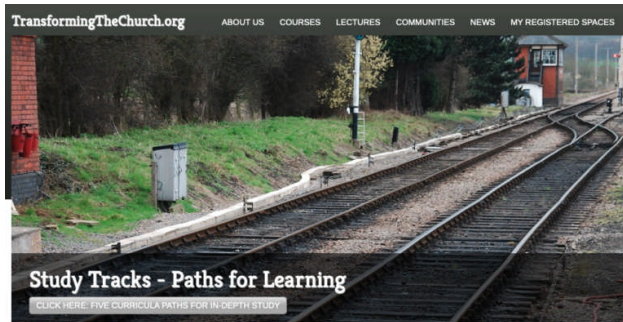 TransformingTheChurch.org
ABOUT US COURSES LECTURES COMMUNITIES NEWS MY REGISTERED SPACES
Study Tracks - Paths for Learning
CLICK HERE: FIVE CURRICULA PATHS FOR IN-DEPTH STUDY